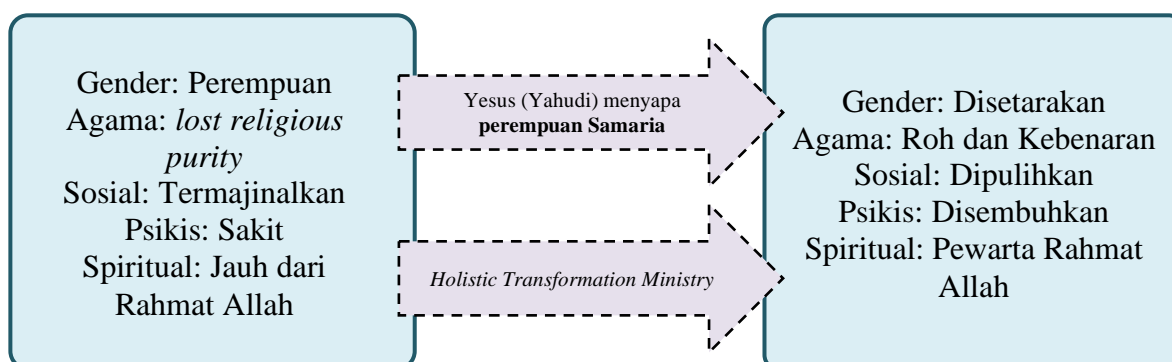 Gender: Perempuan
Agama: lost religious
purity
Sosial: Termajinalkan
Psikis: Sakit
Spiritual: Jauh dari
Rahmat Allah
Yesus (Yahudi) menyapa
perempuan Samaria
Holistic Transformation Ministry
Gender: Disetarakan
Agama: Roh dan Kebenaran
Sosial: Dipulihkan
Psikis: Disembuhkan
Spiritual: Pewarta Rahmat
Allah